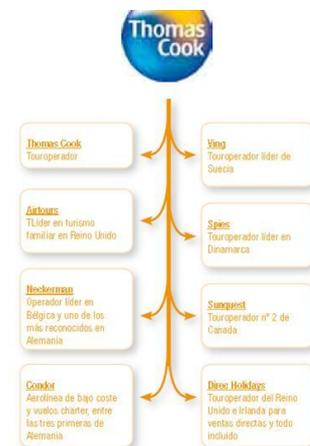 Thomas
Cook
Thomas Cook
Touroperador
Airtours
TLíder en turismo
familiar en Reino Unido
Neckerman
Operador líder en
Bélgica y uno de los
más reconocidos en
Alemania
Condor
Aerolínea de bajo coste
y vuelos charter, entre
las tres primeras de
Alemania
Ving
Touroperador líder de
Suecia
Spies
Touroperador líder en
Dinamarca
Sunquest
Touroperador nº 2 de
Canada
Direc Holidays
Touroperador del Reino
Unido e Irlanda para
ventas directas y todo
incluido